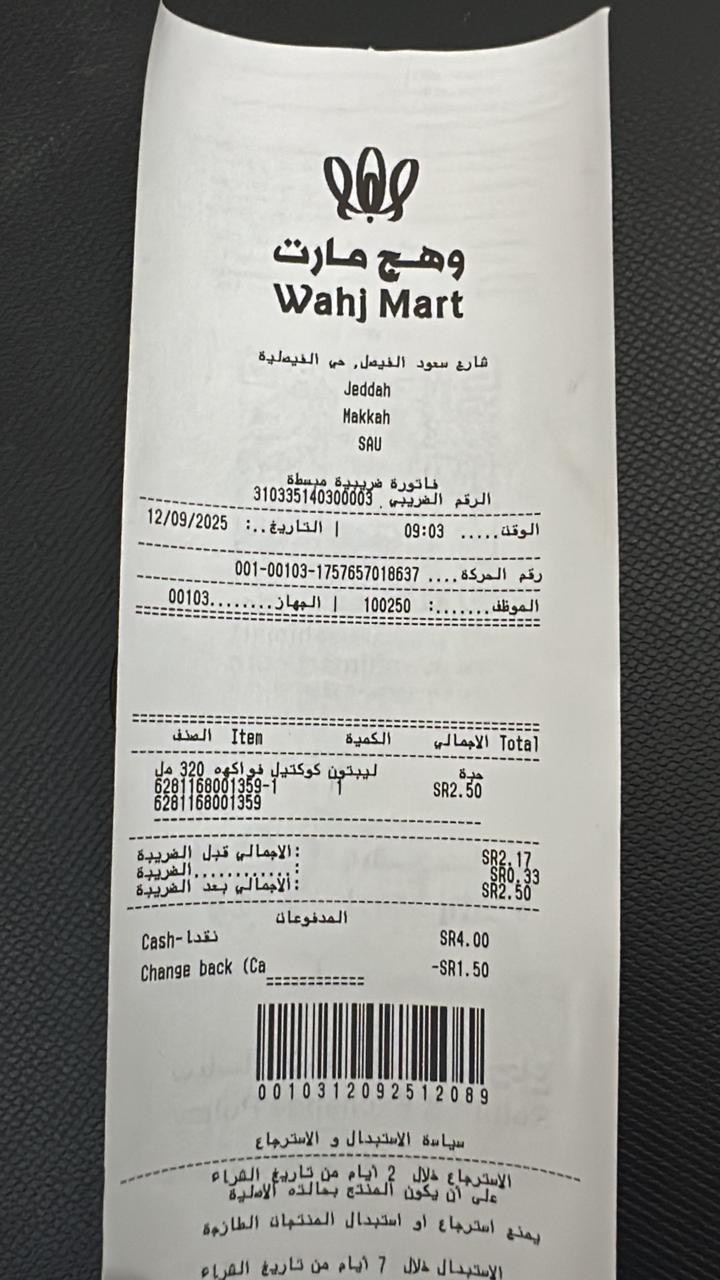 وهج مارت
Wahj Mart
شارع سعود الفيصل, حي الفيصلية
Jeddah
Makkah
SAU
فاتورة ضريبية مبسطة
الرقم الضريبي. 310335140300003
الوقت..... 09:03 | التاريخ..: 12/09/2025
رقم الحركة.... 001-00103-1757657018637
الموظف.......: 100250 | الجهاز........00103
الصنف Item الكمية الاجمالي Total
ليبتون كوكتيل فواكهه 320 مل حبة
6281168001359-1 1 SR2.50
6281168001359
الاجمالي قبل الضريبة: SR2.17
الضريبة............: SR0.33
الاجمالي بعد الضريبة: SR2.50
المدفوعات
Cash-نقدا SR4.00
Change back (Ca -SR1.50
0010312092512089
سياسة الاستبدال و الاسترجاع
الاسترجاع خلال 2 أيام من تاريخ الشراء
على ان يكون المنتج بحالته الاصلية
يمنع استرجاع او استبدال المنتجات الطازجة
الاستبدال خلال 7 أيام من تاريخ الشراء